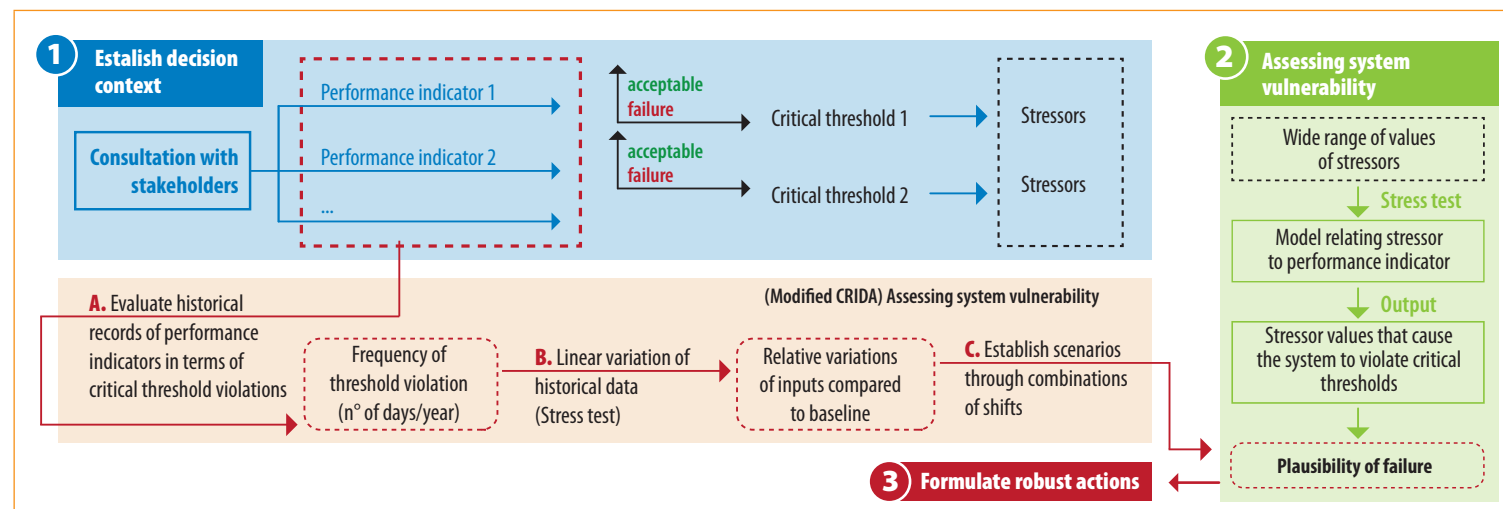 1
Estalish decision
context
Consultation with
stakeholders
Performance indicator 1
Performance indicator 2
...
acceptable
failure
Critical threshold 1
Stressors
acceptable
failure
Critical threshold 2
Stressors
2
Assessing system
vulnerability
Wide range of values
of stressors
Stress test
Model relating stressor
to performance indicator
Output
Stressor values that cause
the system to violate critical
thresholds
Plausibility of failure
(Modified CRIDA) Assessing system vulnerability
A. Evaluate historical
records of performance
indicators in terms of
critical threshold violations
Frequency of
threshold violation
(n° of days/year)
B. Linear variation of
historical data
(Stress test)
Relative variations
of inputs compared
to baseline
C. Establish scenarios
through combinations
of shifts
3
Formulate robust actions